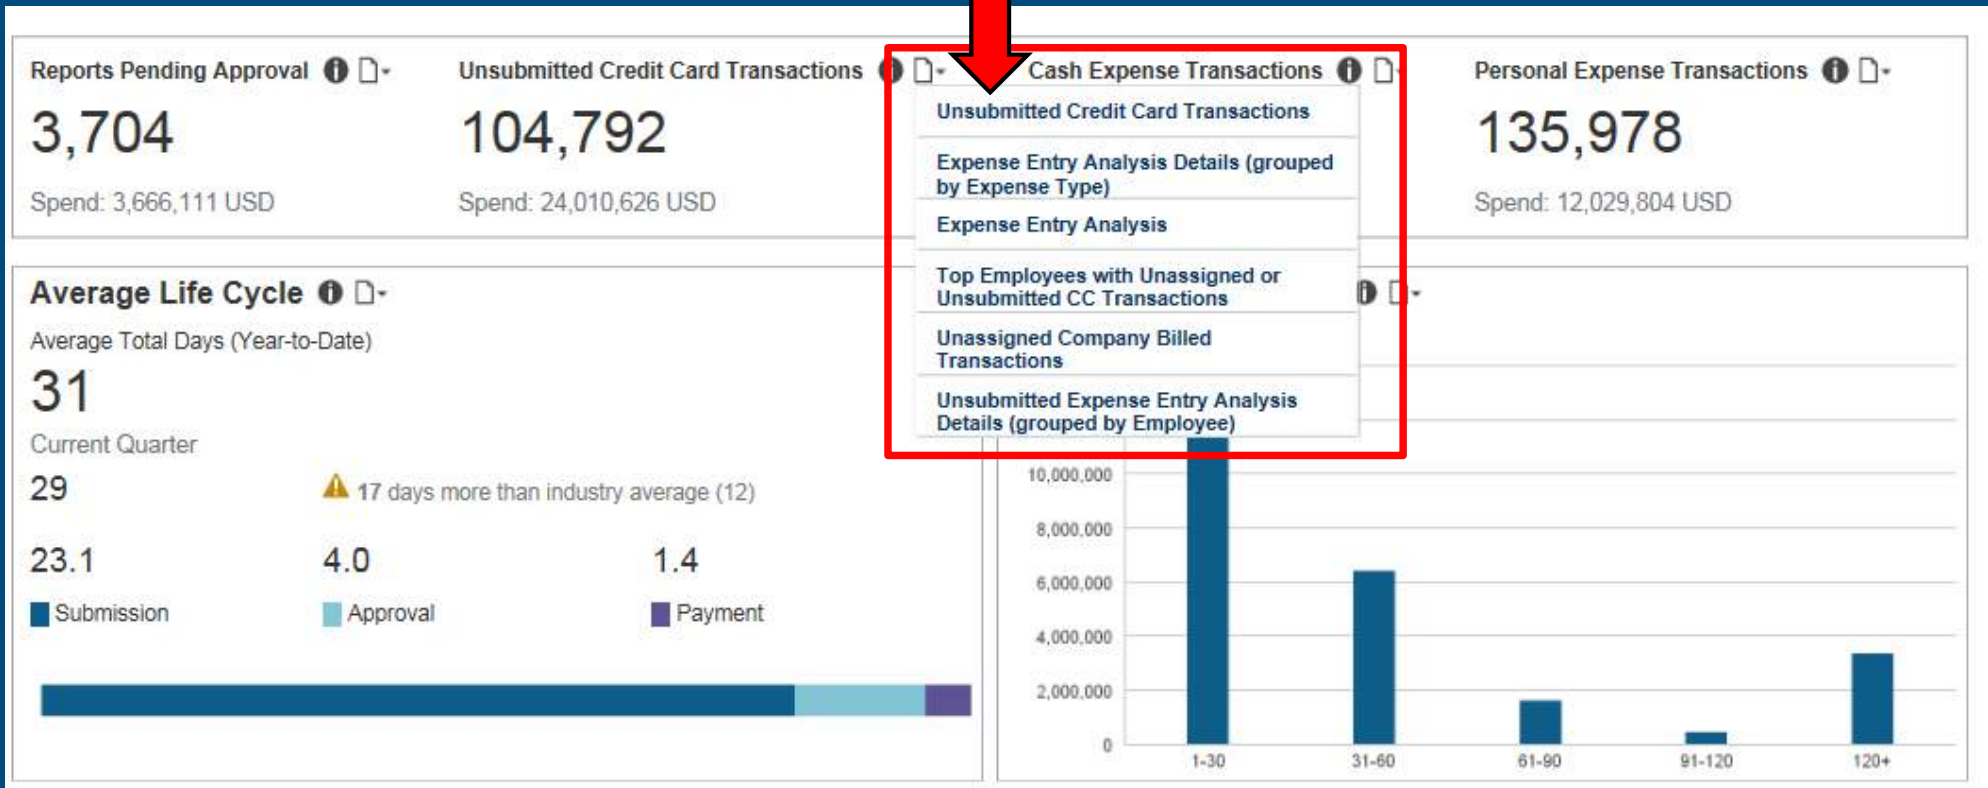 Reports Pending Approval
3,704
Spend: 3,666,111 USD
Unsubmitted Credit Card Transactions
104,792
Spend: 24,010,626 USD
Cash Expense Transactions
Unsubmitted Credit Card Transactions
Expense Entry Analysis Details (grouped
by Expense Type)
Expense Entry Analysis
Top Employees with Unassigned or
Unsubmitted CC Transactions
Unassigned Company Billed
Transactions
Unsubmitted Expense Entry Analysis
Details (grouped by Employee)
Personal Expense Transactions
135,978
Spend: 12,029,804 USD
Average Life Cycle
Average Total Days (Year-to-Date)
31
Current Quarter
29
17 days more than industry average (12)
23.1 4.0 1.4
Submission Approval Payment
10,000,000
8,000,000
6,000,000
4,000,000
2,000,000
0
1-30 31-60 61-90 91-120 120+